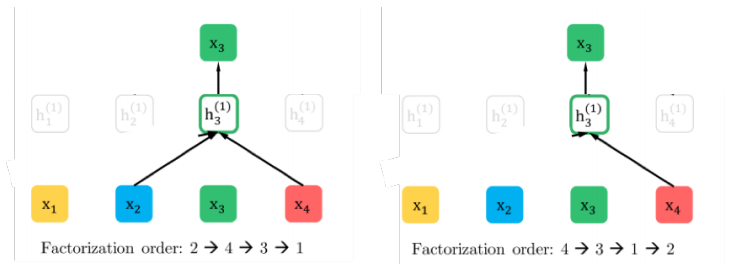 x₃ x₃
h₁⁽¹⁾ h₂⁽¹⁾ h₃⁽¹⁾ h₄⁽¹⁾ h₁⁽¹⁾ h₂⁽¹⁾ h₃⁽¹⁾ h₄⁽¹⁾
x₁ x₂ x₃ x₄ x₁ x₂ x₃ x₄
Factorization order: 2 → 4 → 3 → 1 Factorization order: 4 → 3 → 1 → 2